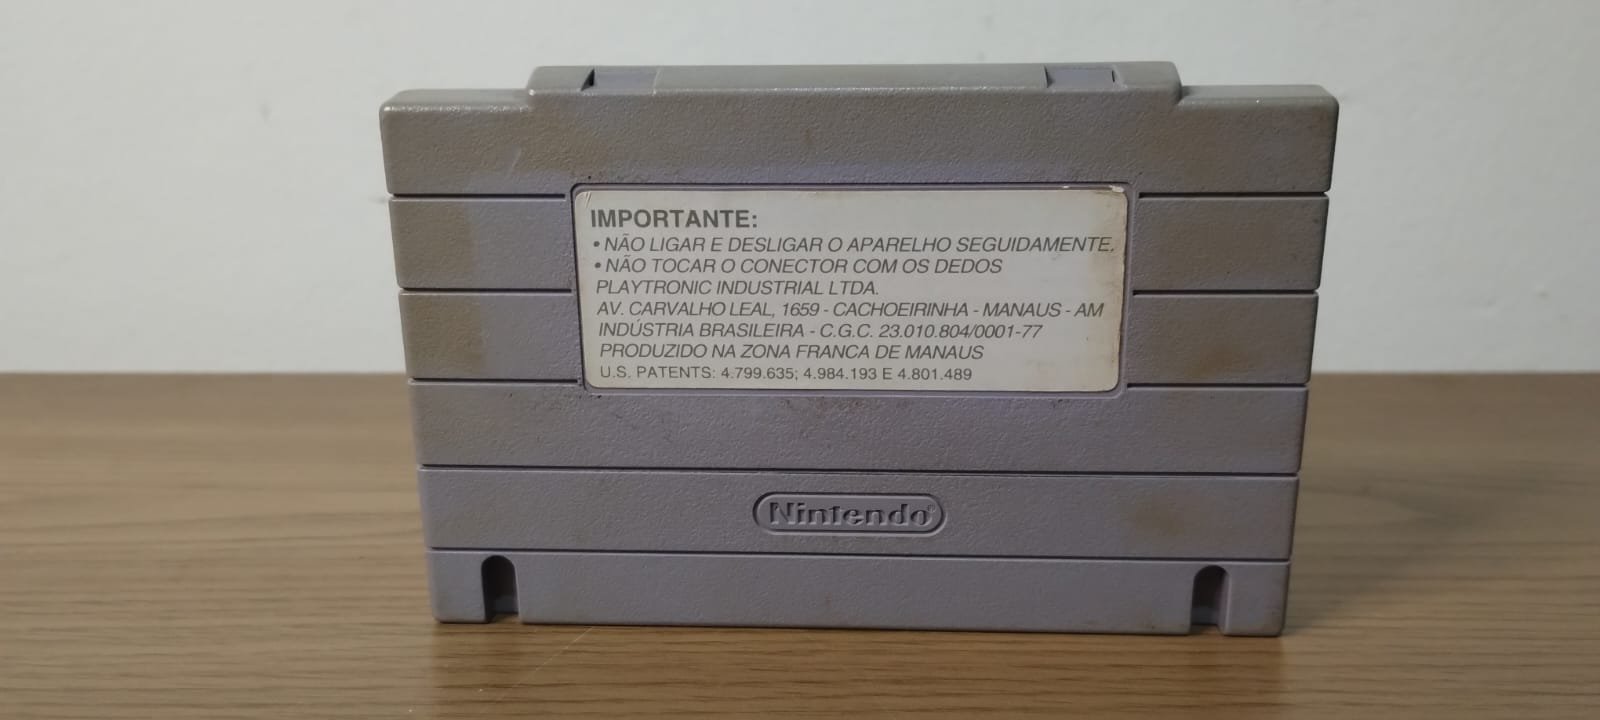 IMPORTANTE:
• NÃO LIGAR E DESLIGAR O APARELHO SEGUIDAMENTE.
• NÃO TOCAR O CONECTOR COM OS DEDOS
PLAYTRONIC INDUSTRIAL LTDA.
AV. CARVALHO LEAL, 1659 - CACHOEIRINHA - MANAUS - AM
INDÚSTRIA BRASILEIRA - C.G.C. 23.010.804/0001-77
PRODUZIDO NA ZONA FRANCA DE MANAUS
U.S. PATENTS: 4.799.635; 4.984.193 E 4.801.489
Nintendo®